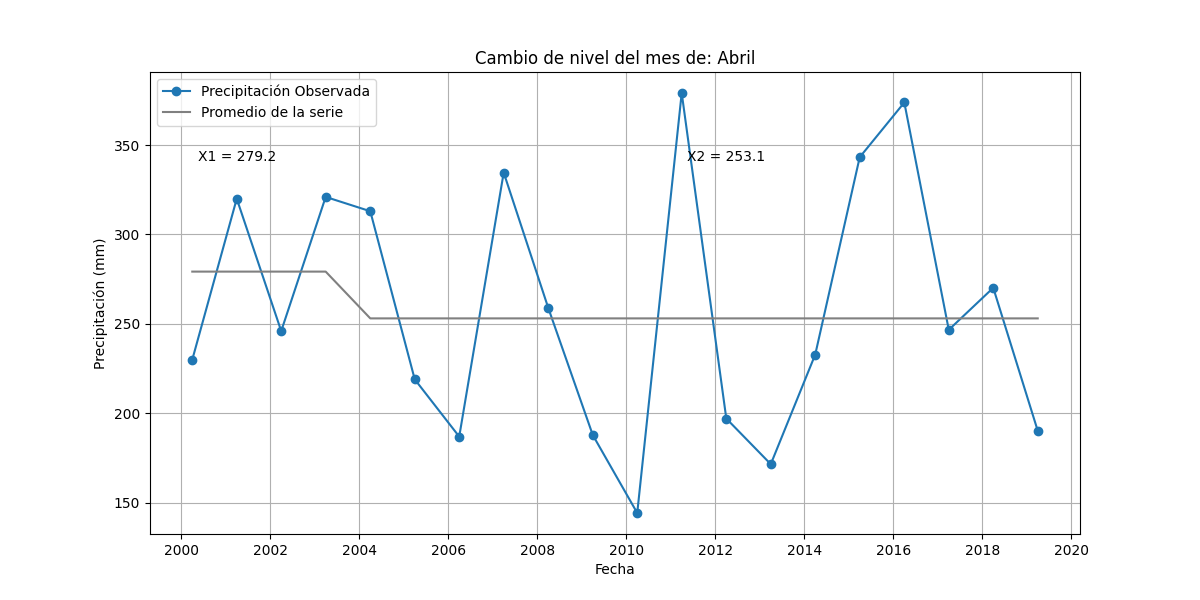 Cambio de nivel del mes de: Abril
Precipitación Observada
Promedio de la serie
X1 = 279.2
X2 = 253.1
Precipitación (mm)
350
300
250
200
150
2000 2002 2004 2006 2008 2010 2012 2014 2016 2018 2020
Fecha